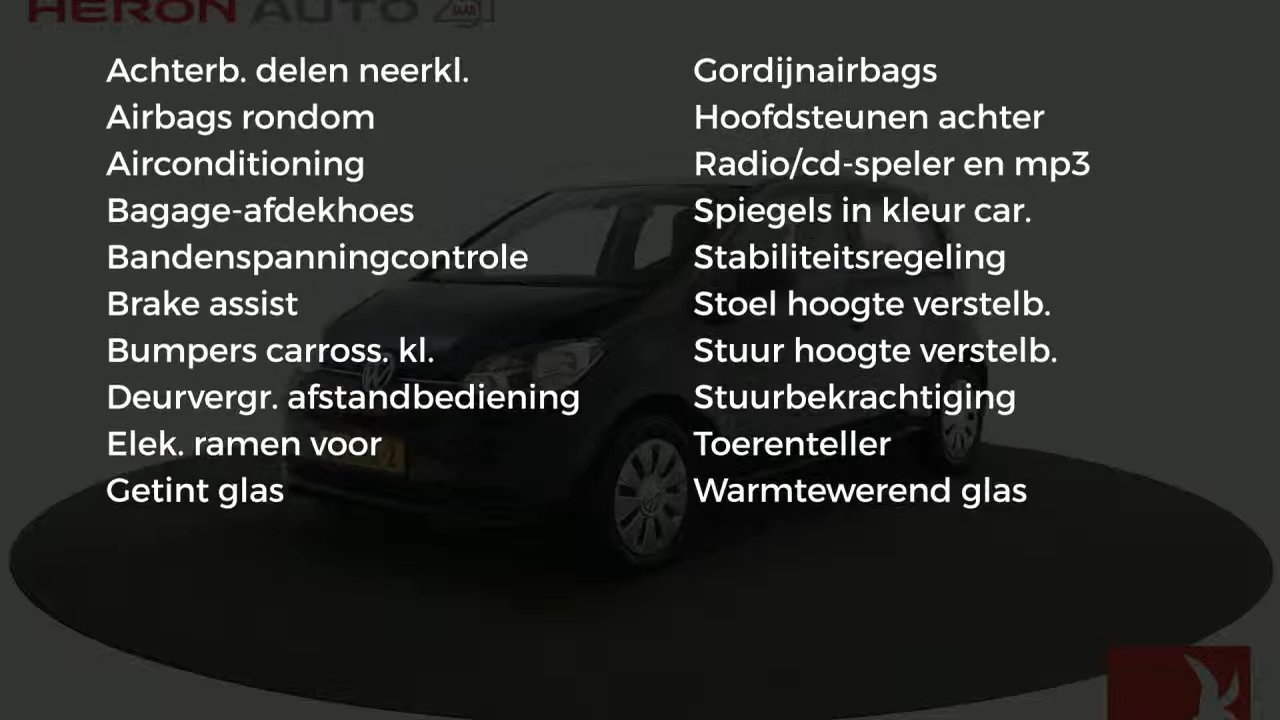 HERON AUTO
JAAR
Achterb. delen neerkl.
Airbags rondom
Airconditioning
Bagage-afdekhoes
Bandenspanningcontrole
Brake assist
Bumpers carross. kl.
Deurvergr. afstandbediening
Elek. ramen voor
Getint glas
Gordijnairbags
Hoofdsteunen achter
Radio/cd-speler en mp3
Spiegels in kleur car.
Stabiliteitsregeling
Stoel hoogte verstelb.
Stuur hoogte verstelb.
Stuurbekrachtiging
Toerenteller
Warmtewerend glas